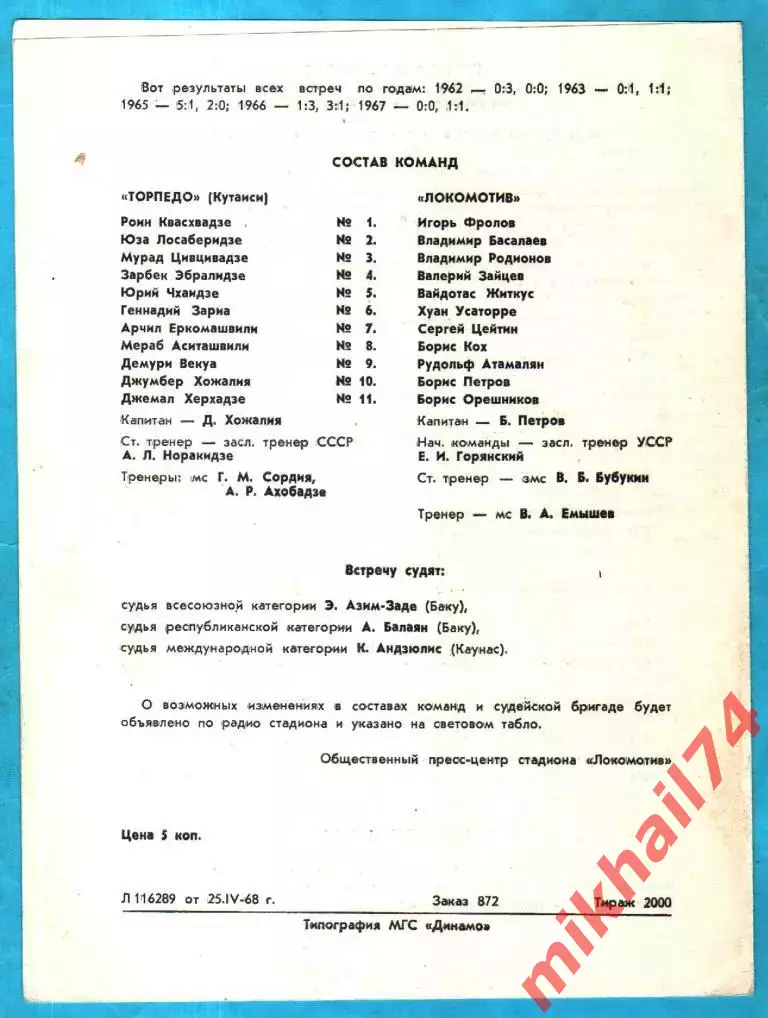 Вот результаты всех встреч по годам: 1962 — 0:3, 0:0; 1963 — 0:1, 1:1;
1965 — 5:1, 2:0; 1966 — 1:3, 3:1; 1967 — 0:0, 1:1.
СОСТАВ КОМАНД
«ТОРПЕДО» (Кутаиси) «ЛОКОМОТИВ»
Роин Квасхвадзе № 1. Игорь Фролов
Юза Лосаберидзе № 2. Владимир Басалаев
Мурад Цивцивадзе № 3. Владимир Родионов
Зарбек Эбралидзе № 4. Валерий Зайцев
Юрий Чхаидзе № 5. Вайдотас Житкус
Геннадий Зариа № 6. Хуан Усаторре
Арчил Еркомашвили № 7. Сергей Цейтин
Мераб Аситашвили № 8. Борис Кох
Демури Векуа № 9. Рудольф Атамалян
Джумбер Хожалия № 10. Борис Петров
Джемал Херхадзе № 11. Борис Орешников
Капитан — Д. Хожалия Капитан — Б. Петров
Ст. тренер — засл. тренер СССР Нач. команды — засл. тренер УССР
А. Л. Норакидзе Е. И. Горянский
Тренеры: мс Г. М. Сордия, Ст. тренер — змс В. Б. Бубукин
А. Р. Ахобадзе
Тренер — мс В. А. Емышев
Встречу судят:
судья всесоюзной категории Э. Азим-Заде (Баку),
судья республиканской категории А. Балаян (Баку),
судья международной категории К. Андзюлис (Каунас).
О возможных изменениях в составах команд и судейской бригаде будет
объявлено по радио стадиона и указано на световом табло.
Общественный пресс-центр стадиона «Локомотив»
Цена 5 коп.
Л 116289 от 25.IV-68 г. Заказ 872 Тираж 2000
Типография МГС «Динамо»
mikhail74